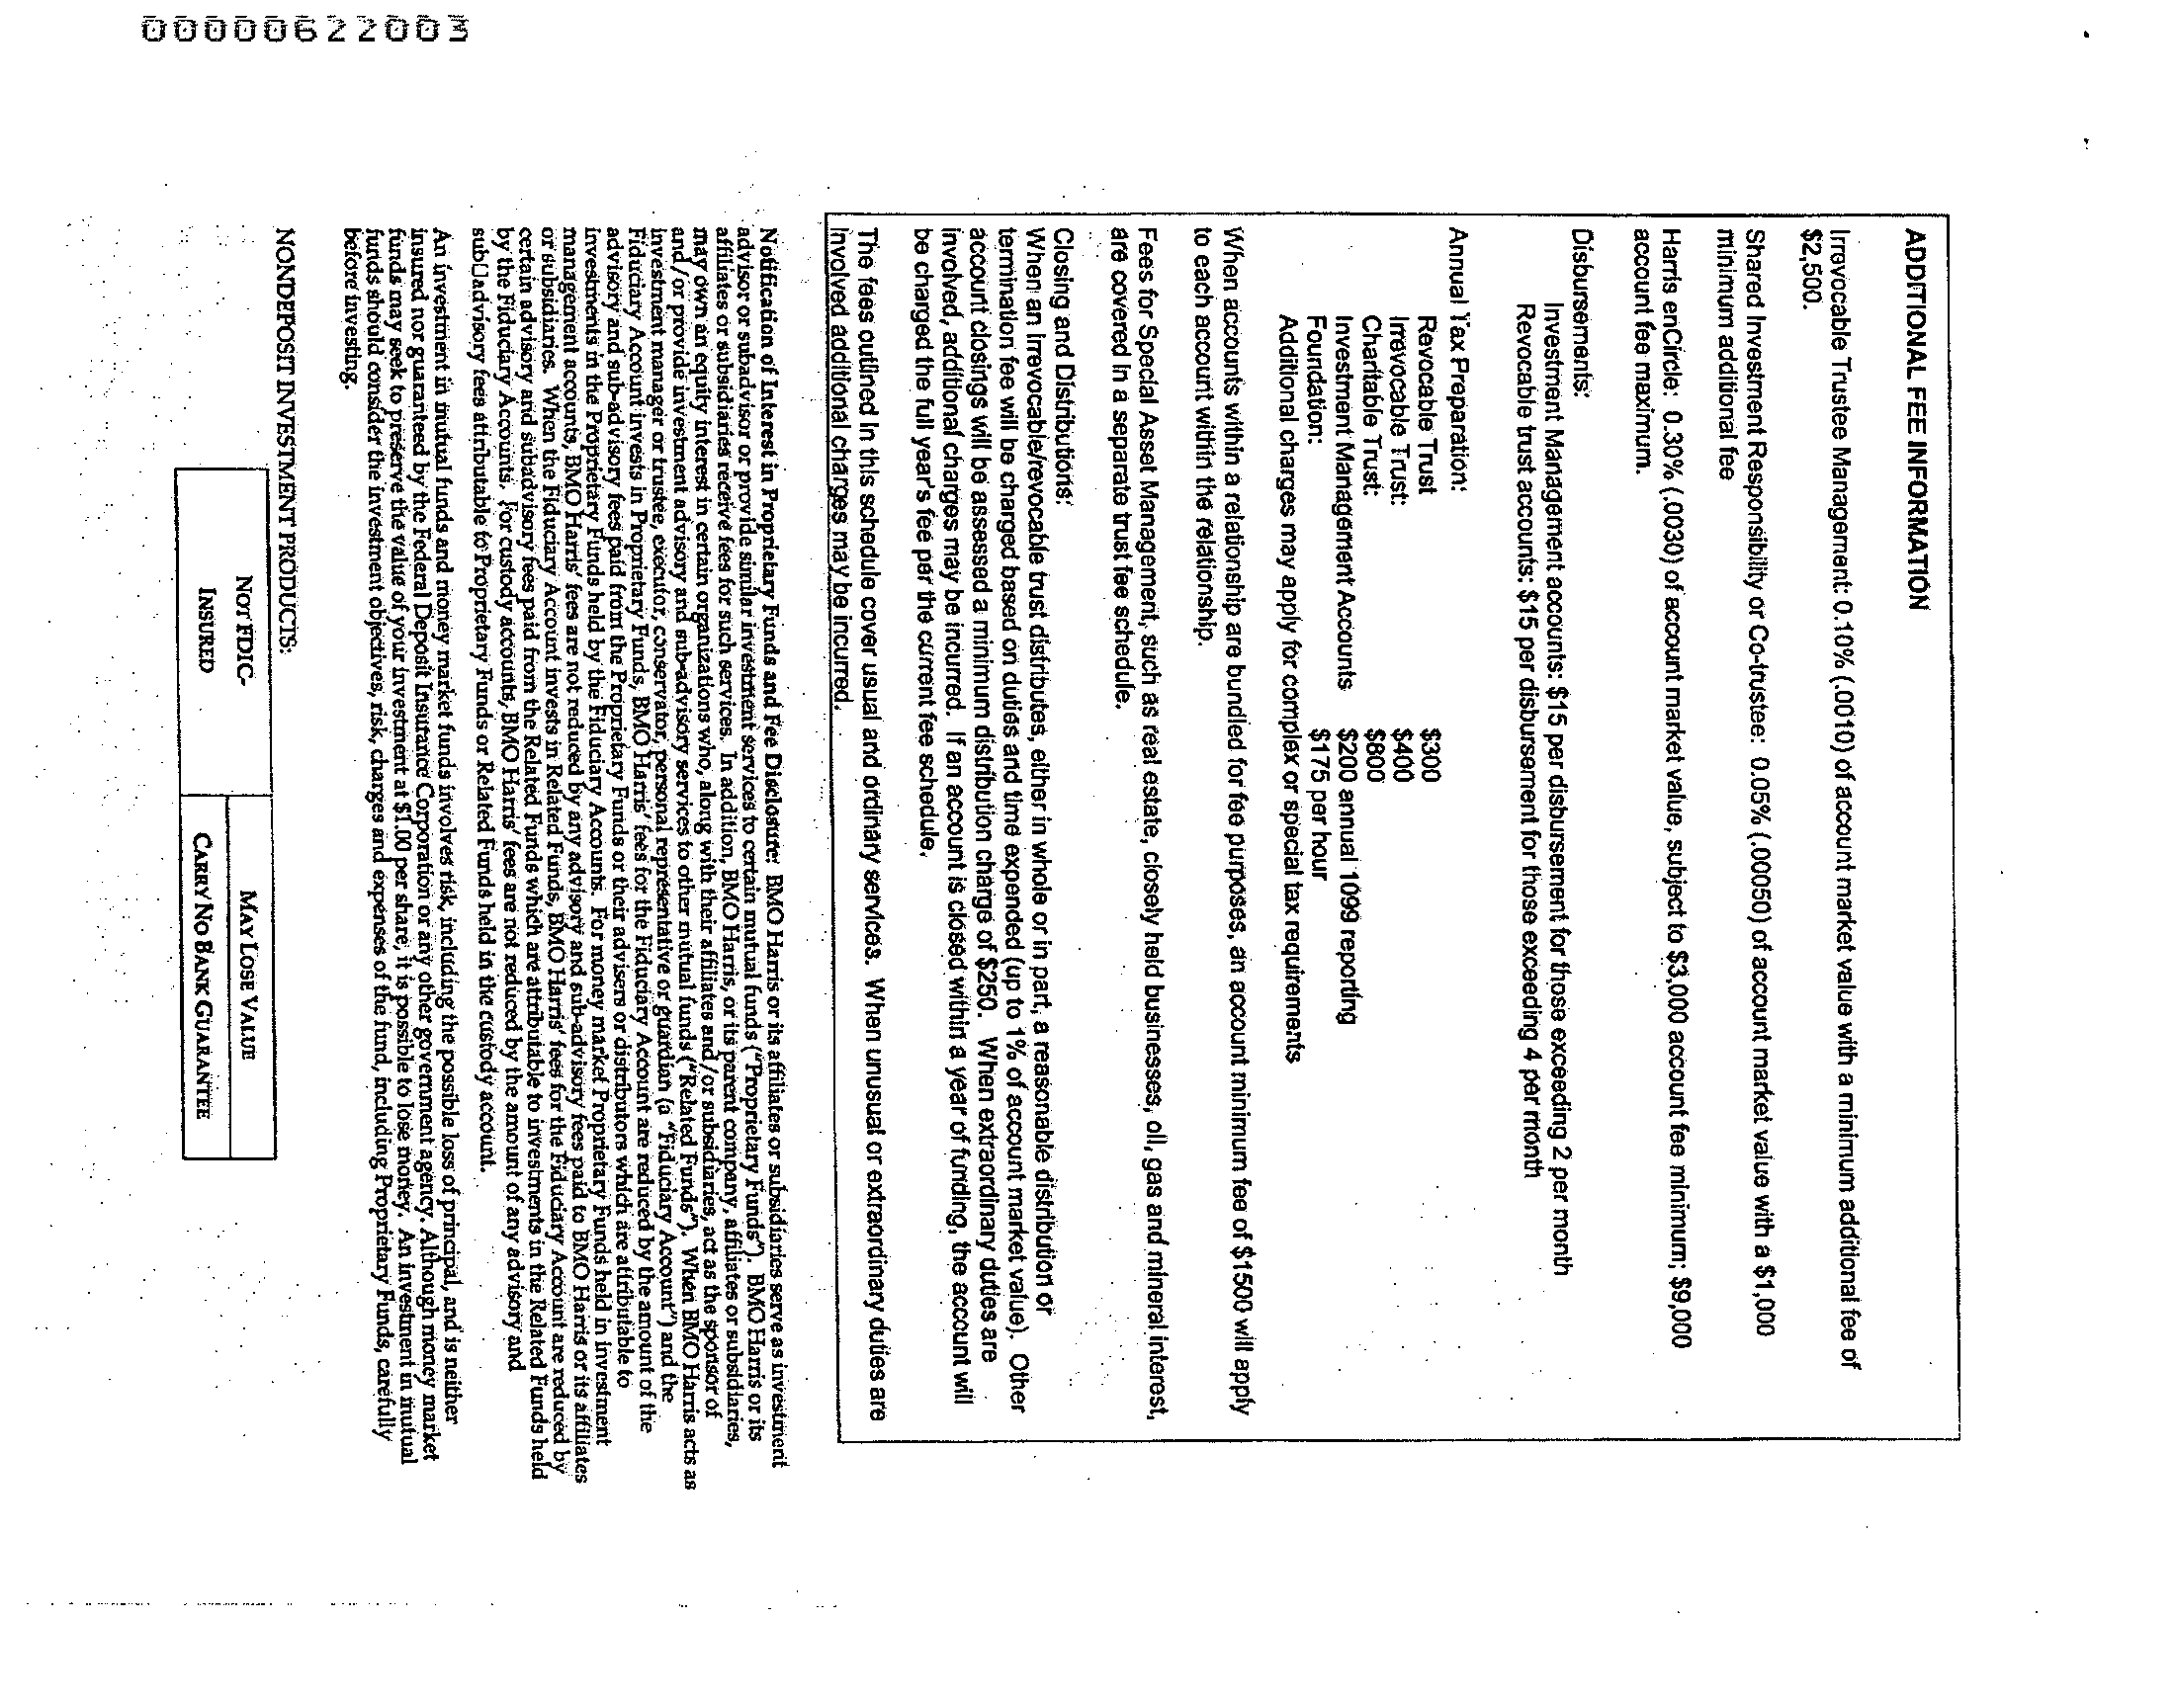 00000622003
ADDITIONAL FEE INFORMATION
Irrevocable Trustee Management: 0.10% (.0010) of account market value with a minimum additional fee of
$2,500.
Shared Investment Responsibility or Co-trustee: 0.05% (.00050) of account market value with a $1,000
minimum additional fee
Harris enCircle: 0.30% (.0030) of account market value, subject to $3,000 account fee minimum; $9,000
account fee maximum.
Disbursements:
Investment Management accounts: $15 per disbursement for those exceeding 2 per month
Revocable trust accounts: $15 per disbursement for those exceeding 4 per month
Annual Tax Preparation:
Revocable Trust $300
Irrevocable Trust: $400
Charitable Trust: $800
Investment Management Accounts $200 annual 1099 reporting
Foundation: $175 per hour
Additional charges may apply for complex or special tax requirements
When accounts within a relationship are bundled for fee purposes, an account minimum fee of $1500 will apply
to each account within the relationship.
Fees for Special Asset Management, such as real estate, closely held businesses, oil, gas and mineral interest,
are covered in a separate trust fee schedule.
Closing and Distributions:
When an Irrevocable/revocable trust distributes, either in whole or in part, a reasonable distribution or
termination fee will be charged based on duties and time expended (up to 1% of account market value). Other
account closings will be assessed a minimum distribution charge of $250. When extraordinary duties are
involved, additional charges may be incurred. If an account is closed within a year of funding, the account will
be charged the full year's fee per the current fee schedule.
The fees outlined in this schedule cover usual and ordinary services. When unusual or extraordinary duties are
involved additional charges may be incurred.
Notification of Interest in Proprietary Funds and Fee Disclosure: BMO Harris or its affiliates or subsidiaries serve as investment
advisor or subadvisor or provide similar investment services to certain mutual funds ("Proprietary Funds"). BMO Harris or its
affiliates or subsidiaries receive fees for such services. In addition, BMO Harris, or its parent company, affiliates or subsidiaries,
may own an equity interest in certain organizations who, along with their affiliates and/or subsidiaries, act as the sponsor of
and/or provide investment advisory and sub-advisory services to other mutual funds ("Related Funds"). When BMO Harris acts as
investment manager or trustee, executor, conservator, personal representative or guardian (a "Fiduciary Account") and the
Fiduciary Account invests in Proprietary Funds, BMO Harris' fees for the Fiduciary Account are reduced by the amount of the
advisory and sub-advisory fees paid from the Proprietary Funds or their advisers or distributors which are attributable to
investments in the Proprietary Funds held by the Fiduciary Accounts. For money market Proprietary Funds held in investment
management accounts, BMO Harris' fees are not reduced by any advisory and sub-advisory fees paid to BMO Harris or its affiliates
or subsidiaries. When the Fiduciary Account invests in Related Funds, BMO Harris' fees for the Fiduciary Account are reduced by
certain advisory and subadvisory fees paid from the Related Funds which are attributable to investments in the Related Funds held
by the Fiduciary Accounts. For custody accounts, BMO Harris' fees are not reduced by the amount of any advisory and
sub[]advisory fees attributable to Proprietary Funds or Related Funds held in the custody account.
An investment in mutual funds and money market funds involves risk, including the possible loss of principal, and is neither
insured nor guaranteed by the Federal Deposit Insurance Corporation or any other government agency. Although money market
funds may seek to preserve the value of your investment at $1.00 per share, it is possible to lose money. An investment in mutual
funds should consider the investment objectives, risk, charges and expenses of the fund, including Proprietary Funds, carefully
before investing.
NONDEPOSIT INVESTMENT PRODUCTS:
NOT FDIC-
INSURED
MAY LOSE VALUE
CARRY NO BANK GUARANTEE